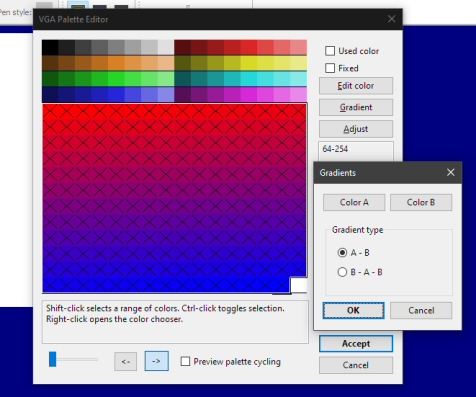 Pen style:
VGA Palette Editor
Used color
Fixed
Edit color
Gradient
Adjust
64-254
Gradients
Color A
Color B
Gradient type
A - B
B - A - B
OK
Cancel
Shift-click selects a range of colors. Ctrl-click toggles selection.
Right-click opens the color chooser.
<-
->
Preview palette cycling
Accept
Cancel